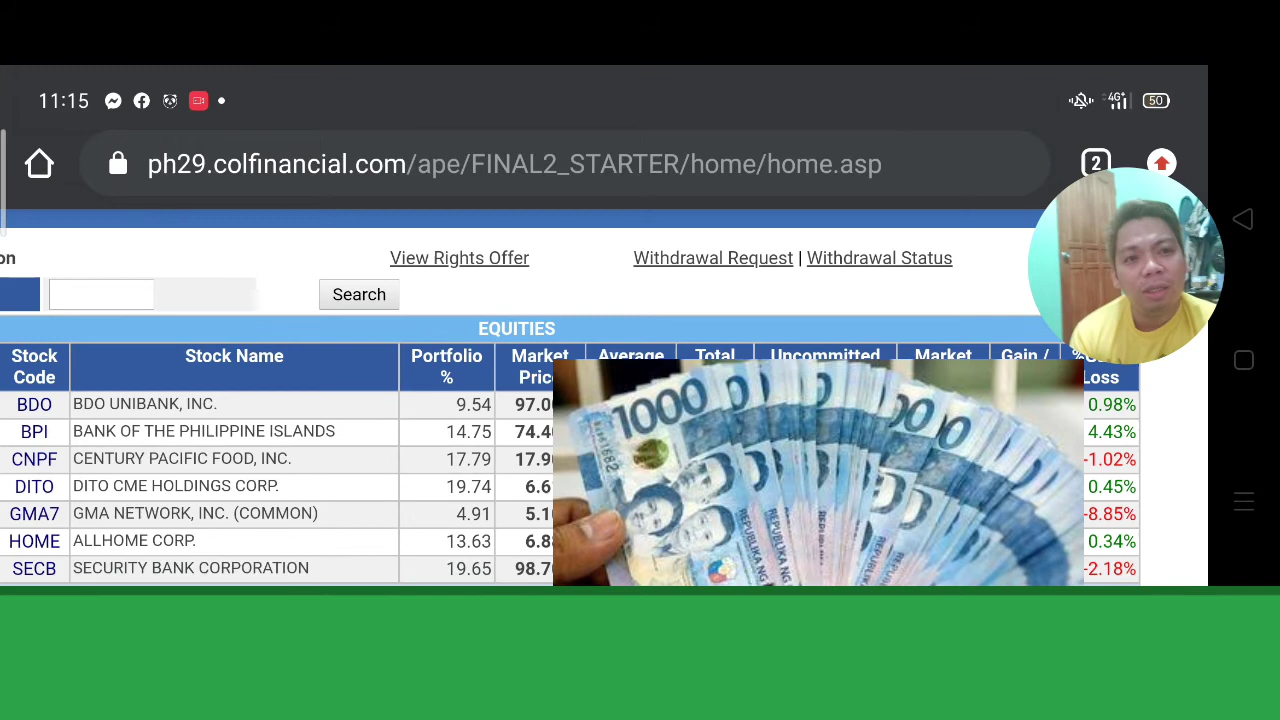 11:15 4G+ 50
ph29.colfinancial.com/ape/FINAL2_STARTER/home/home.asp 2
on View Rights Offer Withdrawal Request | Withdrawal Status
Search
EQUITIES
Stock Code Stock Name Portfolio % Market Average Total Uncommitted Market Gain / Loss
BDO BDO UNIBANK, INC. 9.54 97.0 0.98%
BPI BANK OF THE PHILIPPINE ISLANDS 14.75 74.4 4.43%
CNPF CENTURY PACIFIC FOOD, INC. 17.79 17.9 -1.02%
DITO DITO CME HOLDINGS CORP. 19.74 6.6 0.45%
GMA7 GMA NETWORK, INC. (COMMON) 4.91 5.1 -8.85%
HOME ALLHOME CORP. 13.63 6.8 0.34%
SECB SECURITY BANK CORPORATION 19.65 98.7 -2.18%
1000
REPUBLIKA NG